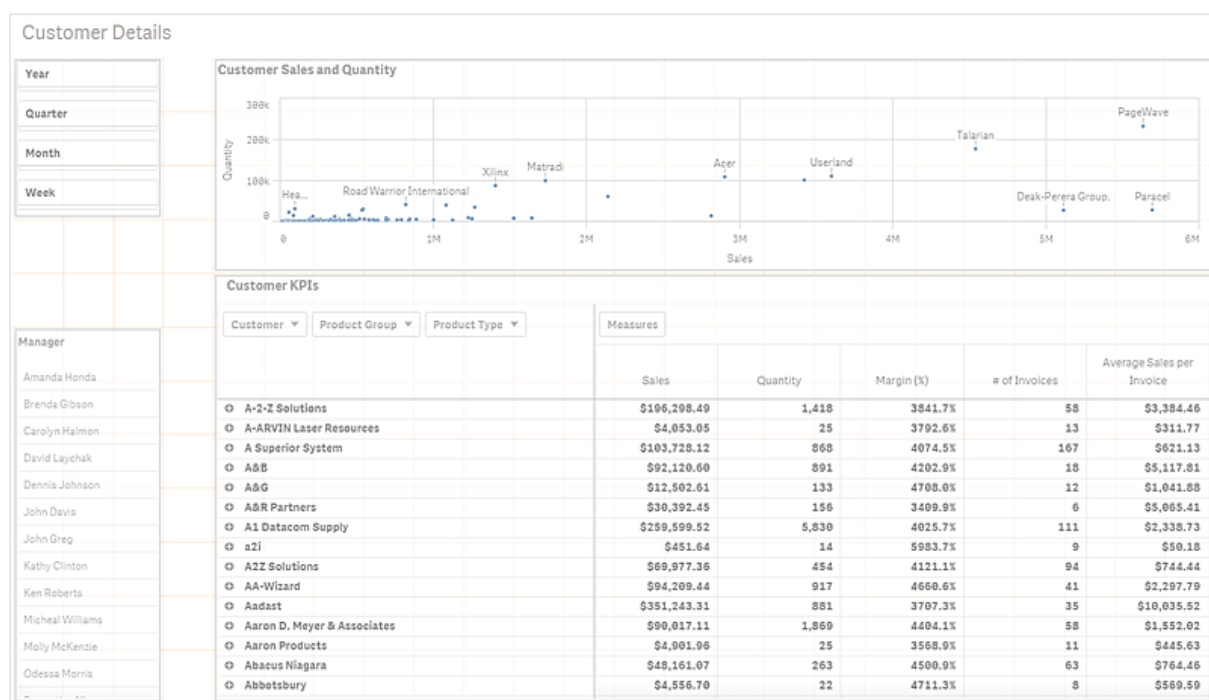 Customer Details
Year
Quarter
Month
Week
Customer Sales and Quantity
300k
200k
100k
0
Quantity
PageWave
Talarian
Acer
Userland
Matradi
Xilinx
Road Warrior International
Hea...
Deak-Perera Group.
Paracel
0 1M 2M 3M 4M 5M 6M
Sales
Manager
Amanda Honda
Brenda Gibson
Carolyn Halmon
David Laychak
Dennis Johnson
John Davis
John Greg
Kathy Clinton
Ken Roberts
Micheal Williams
Molly McKenzie
Odessa Morris
Customer KPIs
Customer Product Group Product Type Measures
Average Sales per
Sales Quantity Margin (%) # of Invoices Invoice
A-2-Z Solutions $196,298.49 1,418 3841.7% 58 $3,384.46
A-ARVIN Laser Resources $4,053.05 25 3792.6% 13 $311.77
A Superior System $103,728.12 868 4074.5% 167 $621.13
A&B $92,120.60 891 4202.9% 18 $5,117.81
A&G $12,502.61 133 4708.0% 12 $1,041.88
A&R Partners $30,392.45 156 3409.9% 6 $5,065.41
A1 Datacom Supply $259,599.52 5,830 4025.7% 111 $2,338.73
a2i $451.64 14 5983.7% 9 $50.18
A2Z Solutions $69,977.36 454 4121.1% 94 $744.44
AA-Wizard $94,209.44 917 4660.6% 41 $2,297.79
Aadast $351,243.31 881 3707.3% 35 $10,035.52
Aaron D. Meyer & Associates $90,017.11 1,869 4404.1% 58 $1,552.02
Aaron Products $4,901.96 25 3568.9% 11 $445.63
Abacus Niagara $48,161.07 263 4500.9% 63 $764.46
Abbotsbury $4,556.70 22 4711.3% 8 $569.59